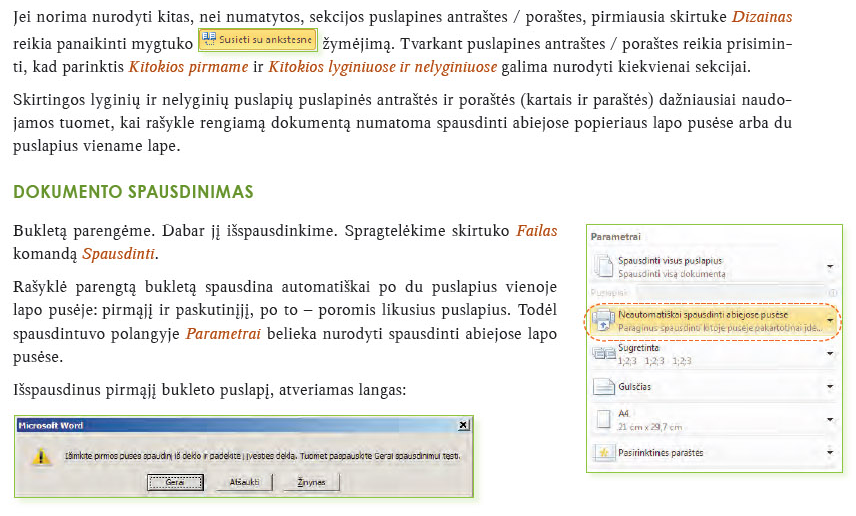 Jei norima nurodyti kitas, nei numatytos, sekcijos puslapines antraštes / poraštes, pirmiausia skirtuke Dizainas
reikia panaikinti mygtuko Susieti su ankstesne žymėjimą. Tvarkant puslapines antraštes / poraštes reikia prisimin-
ti, kad parinktis Kitokios pirmame ir Kitokios lyginiuose ir nelyginiuose galima nurodyti kiekvienai sekcijai.
Skirtingos lyginių ir nelyginių puslapių puslapinės antraštės ir poraštės (kartais ir paraštės) dažniausiai naudo-
jamos tuomet, kai rašykle rengiamą dokumentą numatoma spausdinti abiejose popieriaus lapo pusėse arba du
puslapius viename lape.
DOKUMENTO SPAUSDINIMAS
Bukletą parengėme. Dabar jį išspausdinkime. Spragtelėkime skirtuko Failas
komandą Spausdinti.
Rašyklė parengtą bukletą spausdina automatiškai po du puslapius vienoje
lapo pusėje: pirmąjį ir paskutinįjį, po to – poromis likusius puslapius. Todėl
spausdintuvo polangyje Parametrai belieka nurodyti spausdinti abiejose lapo
pusėse.
Išspausdinus pirmąjį bukleto puslapį, atveriamas langas:
Microsoft Word
Išimkite pirmos pusės spaudinį iš dėklo ir padėkite į įvesties dėklą. Tuomet paspauskite Gerai spausdinimui tęsti.
Gerai Atšaukti Žinynas
Parametrai
Spausdinti visus puslapius
Spausdinti visą dokumentą
Puslapiai:
Neautomatiškai spausdinti abiejose pusėse
Paraginus spausdinti kitoje pusėje pakartotinai įdė...
Sugretinta
1;2;3 1;2;3 1;2;3
Gulsčias
A4
21 cm x 29,7 cm
Pasirinktinės paraštės